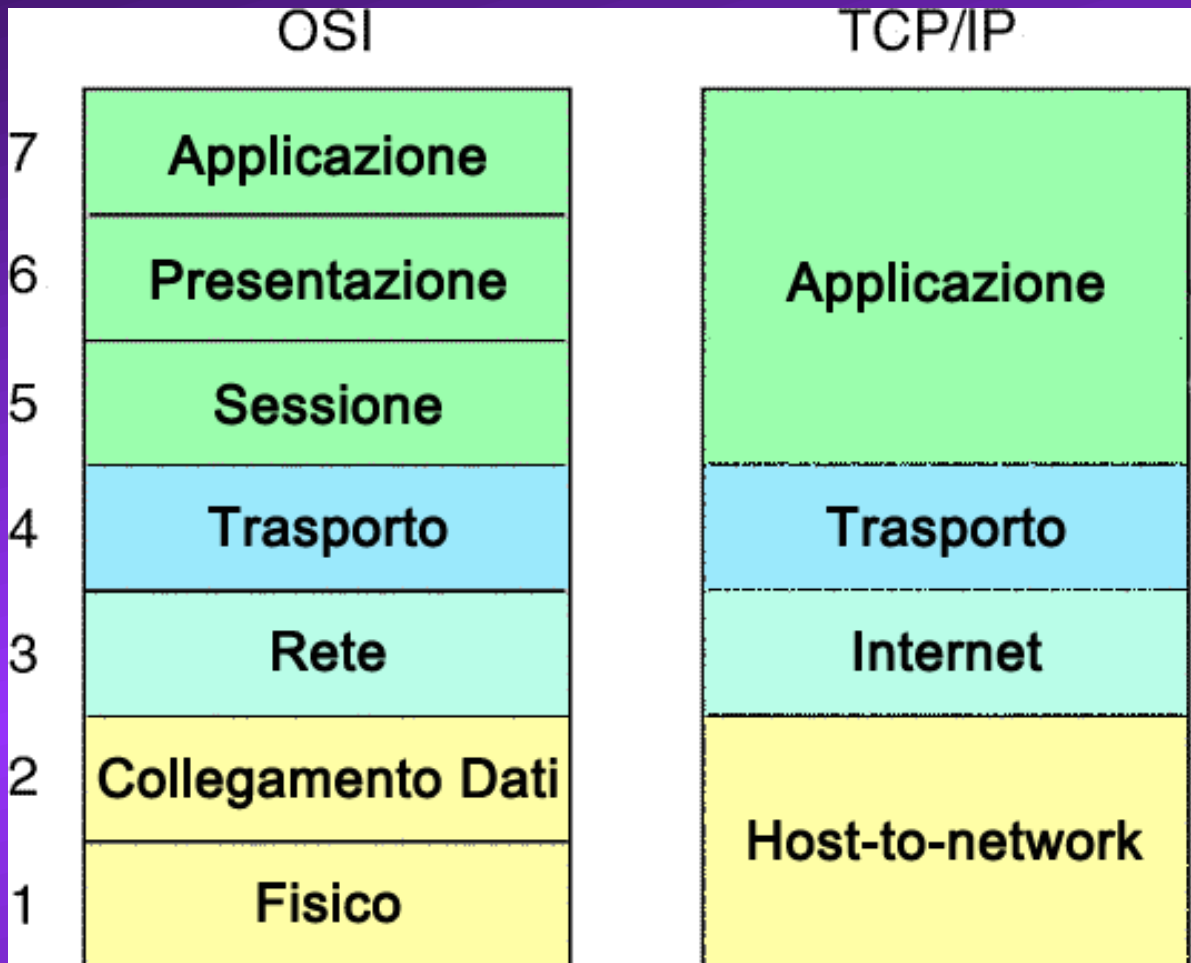 OSI
TCP/IP
7
Applicazione
6
Presentazione
5
Sessione
4
Trasporto
3
Rete
2
Collegamento Dati
1
Fisico
Applicazione
Trasporto
Internet
Host-to-network